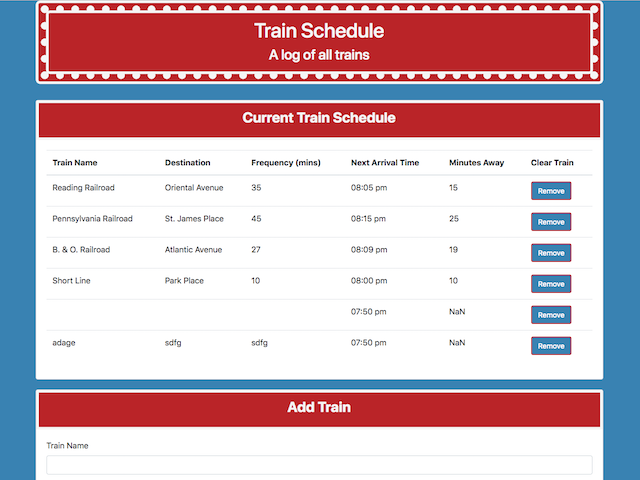 Train Schedule
A log of all trains
Current Train Schedule
Train Name Destination Frequency (mins) Next Arrival Time Minutes Away Clear Train
Reading Railroad Oriental Avenue 35 08:05 pm 15 Remove
Pennsylvania Railroad St. James Place 45 08:15 pm 25 Remove
B. & O. Railroad Atlantic Avenue 27 08:09 pm 19 Remove
Short Line Park Place 10 08:00 pm 10 Remove
07:50 pm NaN Remove
adage sdfg sdfg 07:50 pm NaN Remove
Add Train
Train Name